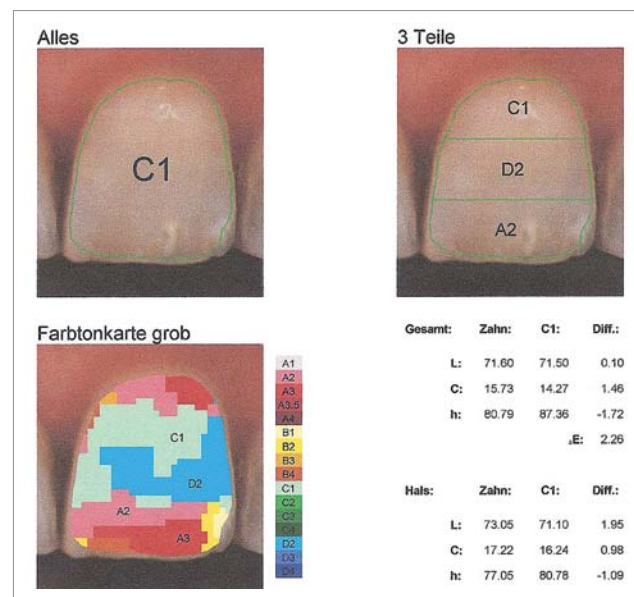 Alles
C1
3 Teile
C1
D2
A2
Farbtonkarte grob
C1
D2
A2
A3
A1
A2
A3
A3.5
A4
B1
B2
B3
B4
C1
C2
C3
C4
D2
D3
D4
Gesamt: Zahn: C1: Diff.:
L: 71.60 71.50 0.10
C: 15.73 14.27 1.46
h: 80.79 87.36 -1.72
ΔE: 2.26
Hals: Zahn: C1: Diff.:
L: 73.05 71.10 1.95
C: 17.22 16.24 0.98
h: 77.05 80.78 -1.09